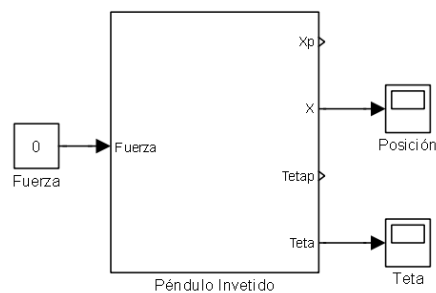 Xp
X
Posición
0
Fuerza
Fuerza
Tetap
Teta
Teta
Péndulo Invetido